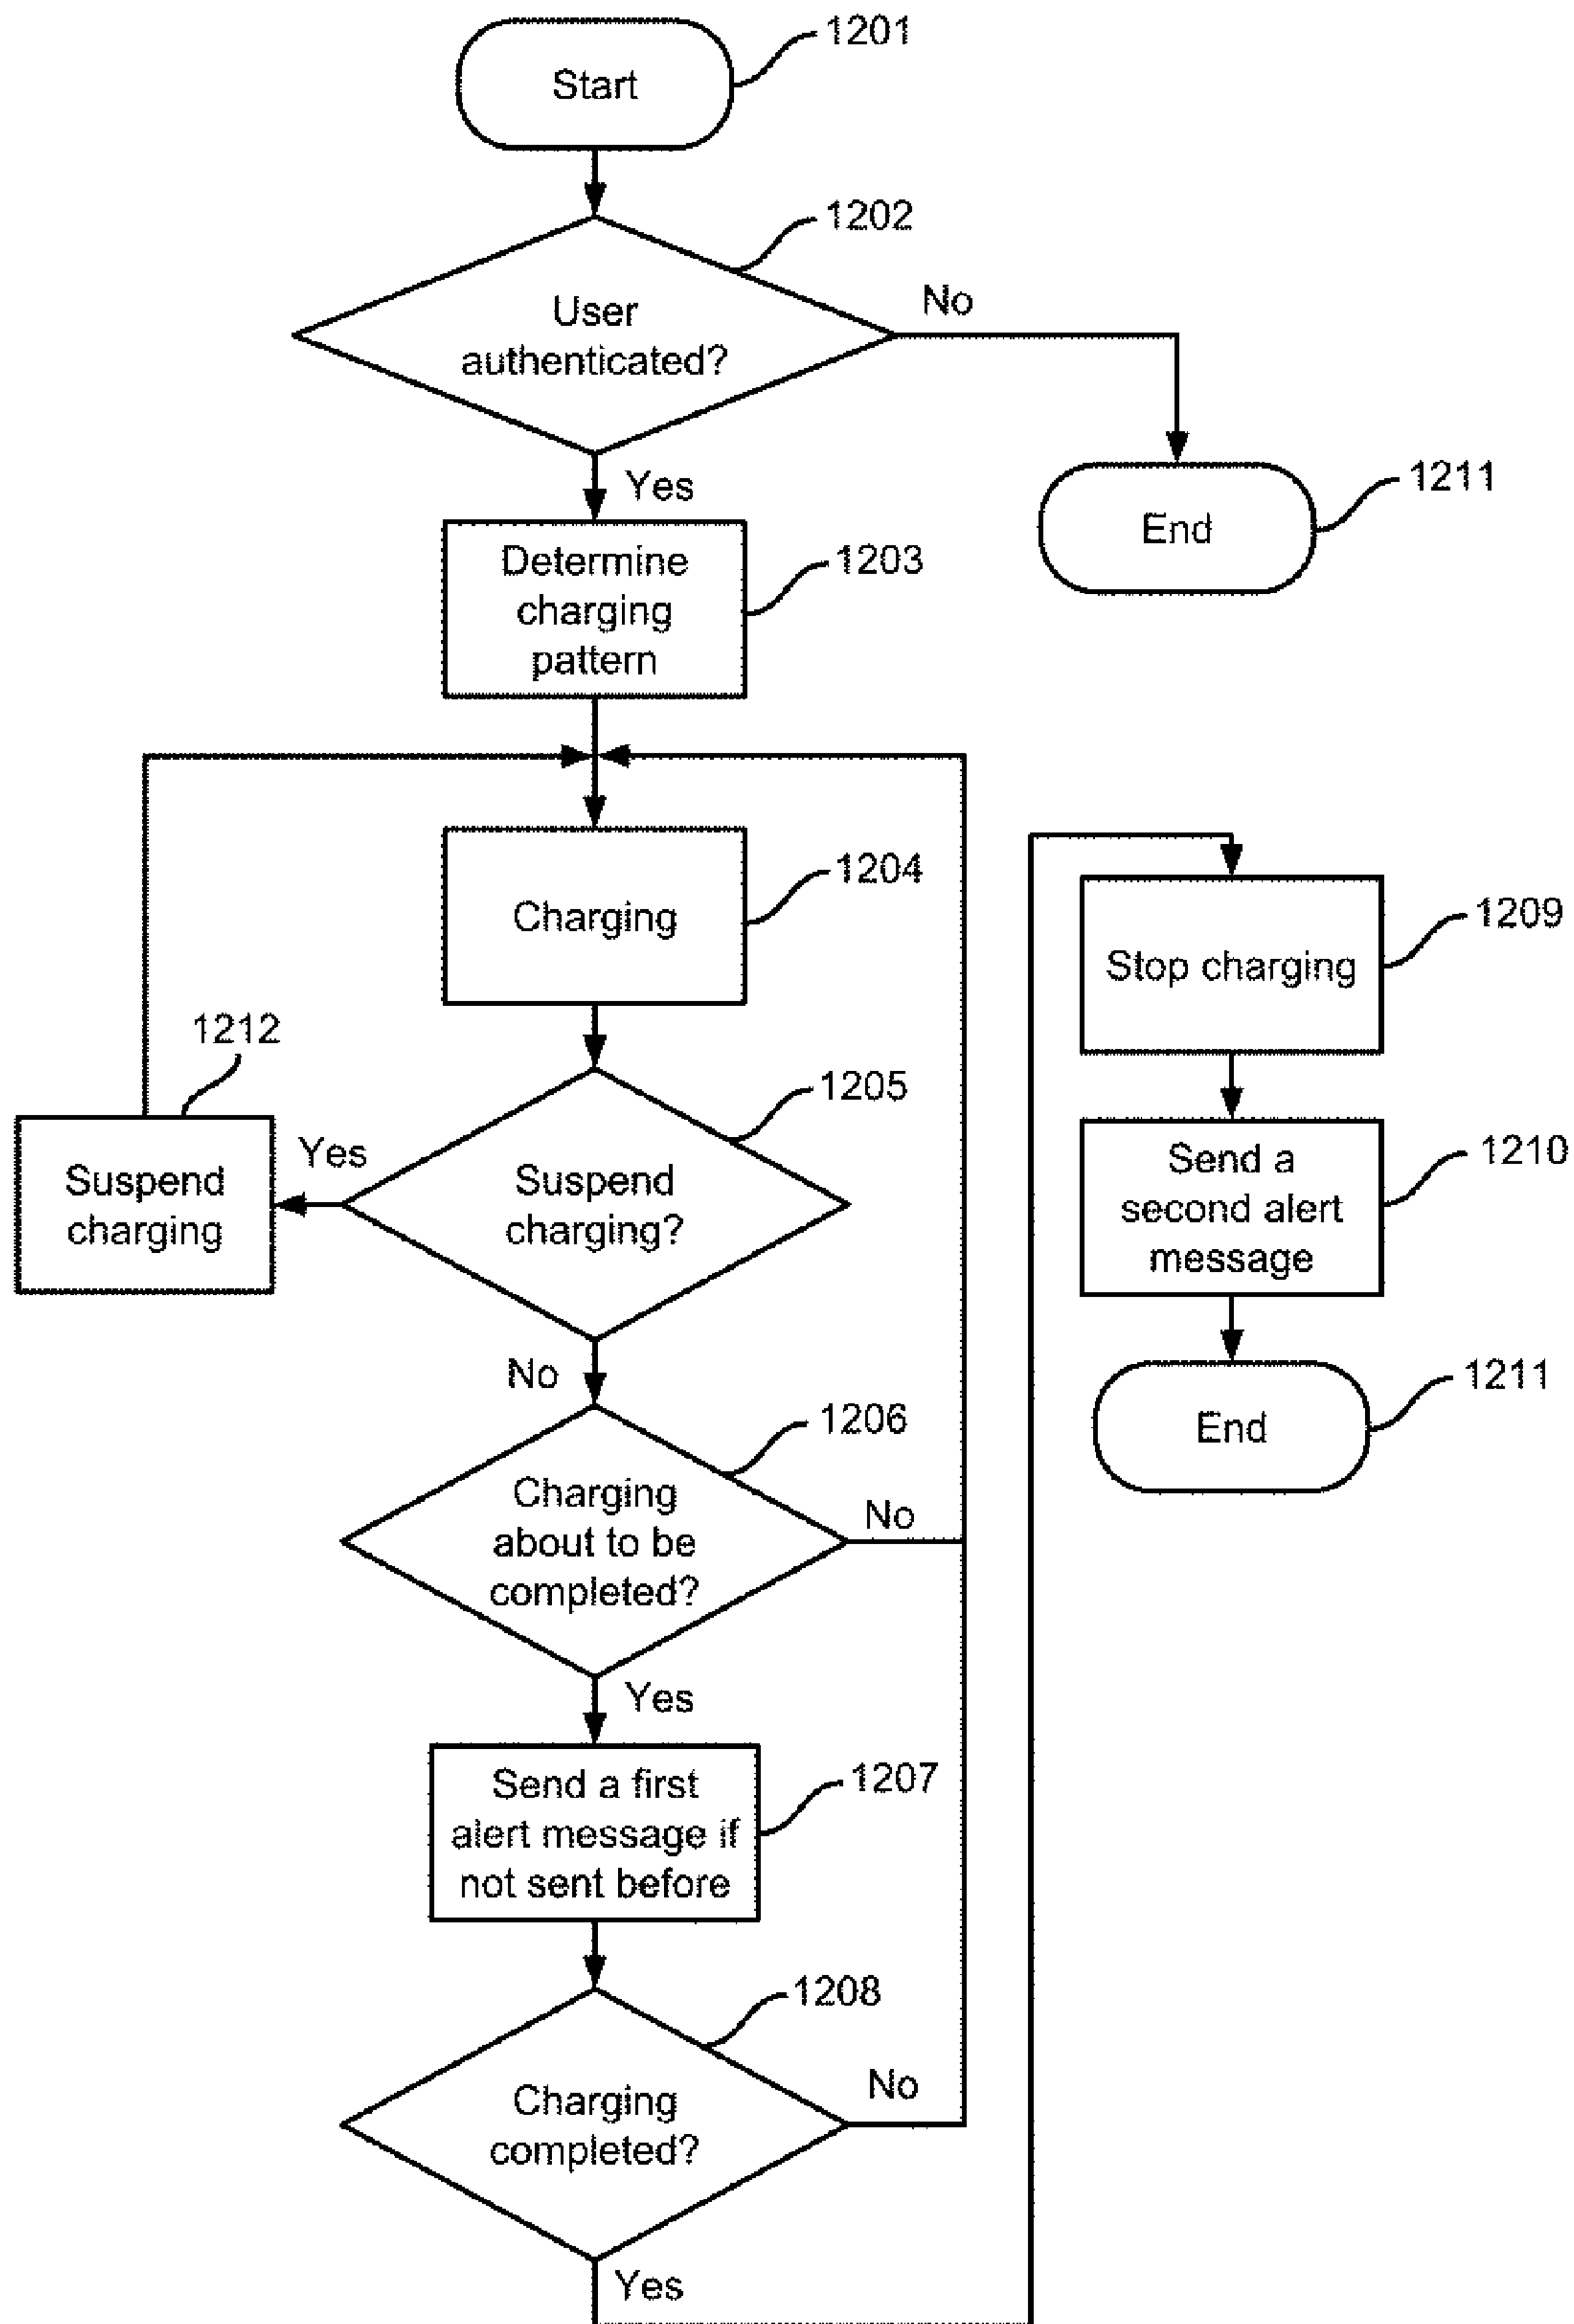 1201
Start
1202
User
authenticated?
No
Yes
1211
End
Determine
charging
pattern
1203
Charging
1204
1209
Stop charging
1212
Suspend
charging
Yes
1205
Suspend
charging?
No
1210
Send a
second alert
message
1211
End
1206
Charging
about to be
completed?
No
Yes
Send a first
alert message if
not sent before
1207
1208
Charging
completed?
No
Yes